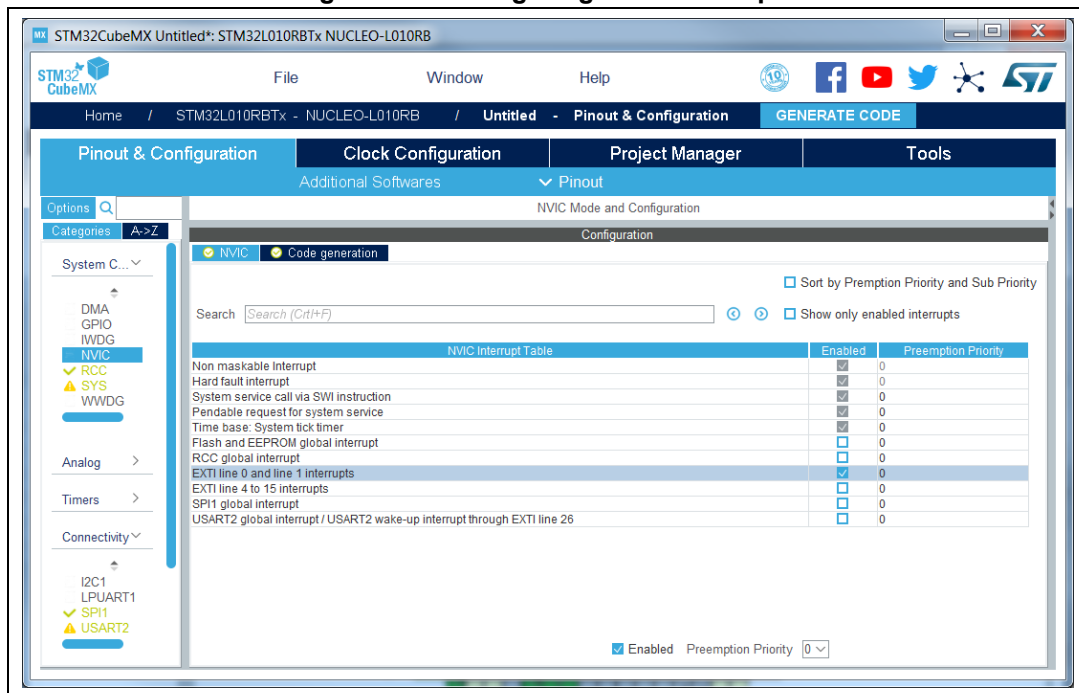 STM32CubeMX Untitled*: STM32L010RBTx NUCLEO-L010RB
STM32 CubeMX
File Window Help
10
Home / STM32L010RBTx - NUCLEO-L010RB / Untitled - Pinout & Configuration GENERATE CODE
Pinout & Configuration Clock Configuration Project Manager Tools
Additional Softwares Pinout
Options
NVIC Mode and Configuration
Categories A->Z
Configuration
NVIC Code generation
System C...
Sort by Premption Priority and Sub Priority
Search Search (Crtl+F) Show only enabled interrupts
DMA
GPIO
IWDG
NVIC
RCC
SYS
WWDG
Analog
Timers
Connectivity
I2C1
LPUART1
SPI1
USART2
NVIC Interrupt Table Enabled Preemption Priority
Non maskable Interrupt 0
Hard fault interrupt 0
System service call via SWI instruction 0
Pendable request for system service 0
Time base: System tick timer 0
Flash and EEPROM global interrupt 0
RCC global interrupt 0
EXTI line 0 and line 1 interrupts 0
EXTI line 4 to 15 interrupts 0
SPI1 global interrupt 0
USART2 global interrupt / USART2 wake-up interrupt through EXTI line 26 0
Enabled Preemption Priority 0